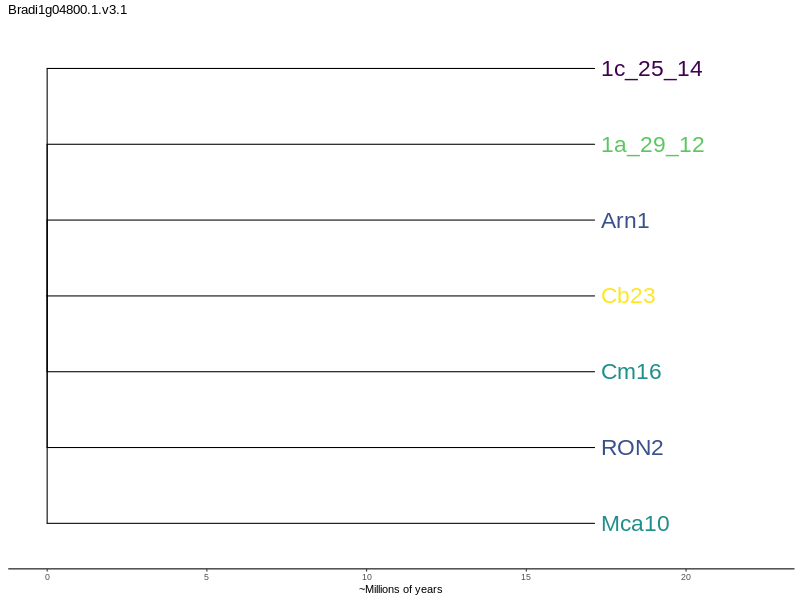 Bradi1g04800.1.v3.1
1c_25_14
1a_29_12
Arn1
Cb23
Cm16
RON2
Mca10
0 5 10 15 20
~Millions of years